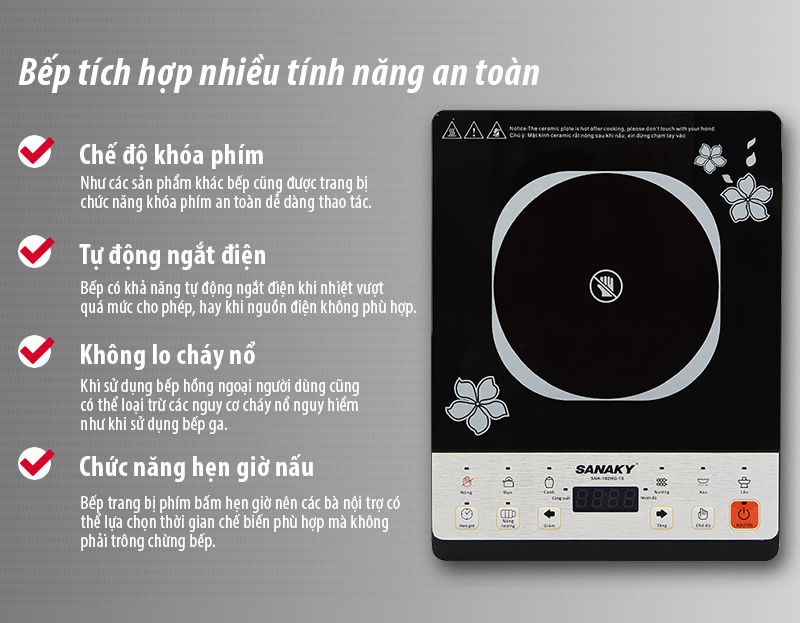 Bếp tích hợp nhiều tính năng an toàn
Chế độ khóa phím
Như các sản phẩm khác bếp cũng được trang bị
chức năng khóa phím an toàn dễ dàng thao tác.
Tự động ngắt điện
Bếp có khả năng tự động ngắt điện khi nhiệt vượt
quá mức cho phép, hay khi nguồn điện không phù hợp.
Không lo cháy nổ
Khi sử dụng bếp hồng ngoại người dùng cũng
có thể loại trừ các nguy cơ cháy nổ nguy hiểm
như khi sử dụng bếp ga.
Chức năng hẹn giờ nấu
Bếp trang bị phím bấm hẹn giờ nên các bà nội trợ có
thể lựa chọn thời gian chế biến phù hợp mà không
phải trông chừng bếp.
Notice: The ceramic plate is hot after cooking, please don't touch with your hand.
Chú ý: Mặt kính ceramic rất nóng sau khi nấu, xin đừng chạm tay vào
SANAKY
SNK-102HG-15
Nóng Đun Canh Công suất Nhiệt độ Nướng Xào Lẩu
Hẹn giờ Năng lượng Giảm Tăng Chế độ